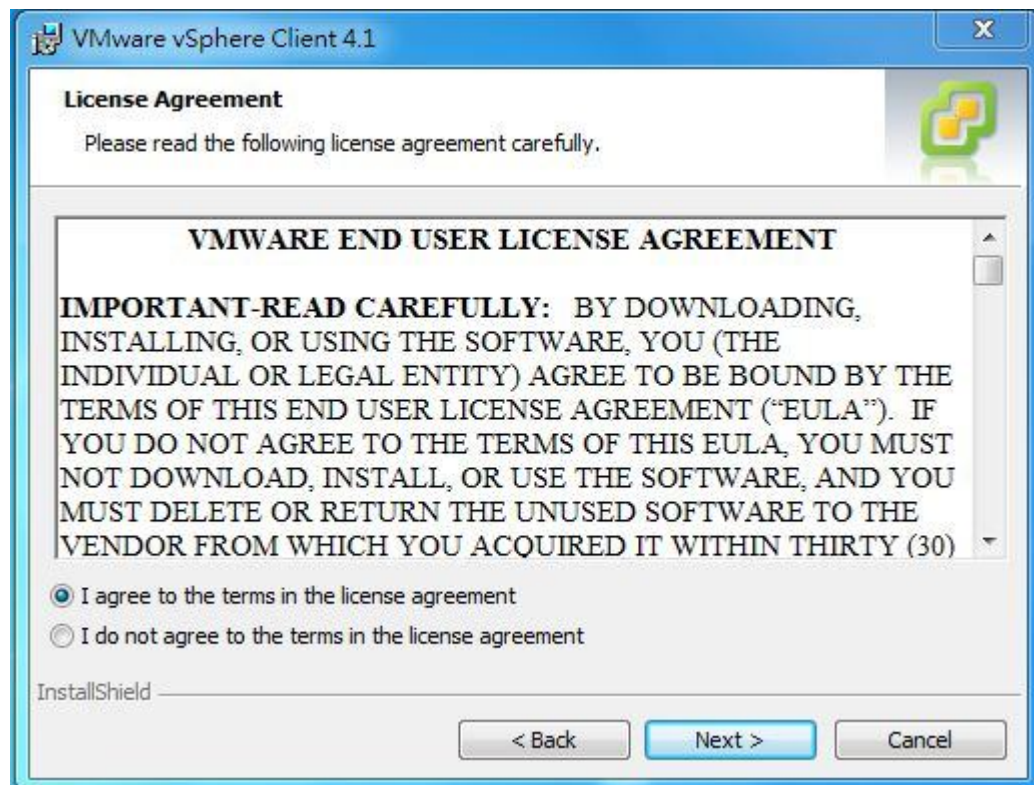 VMware vSphere Client 4.1
License Agreement
Please read the following license agreement carefully.
VMWARE END USER LICENSE AGREEMENT
IMPORTANT-READ CAREFULLY: BY DOWNLOADING,
INSTALLING, OR USING THE SOFTWARE, YOU (THE
INDIVIDUAL OR LEGAL ENTITY) AGREE TO BE BOUND BY THE
TERMS OF THIS END USER LICENSE AGREEMENT (“EULA”). IF
YOU DO NOT AGREE TO THE TERMS OF THIS EULA, YOU MUST
NOT DOWNLOAD, INSTALL, OR USE THE SOFTWARE, AND YOU
MUST DELETE OR RETURN THE UNUSED SOFTWARE TO THE
VENDOR FROM WHICH YOU ACQUIRED IT WITHIN THIRTY (30)
I agree to the terms in the license agreement
I do not agree to the terms in the license agreement
InstallShield
< Back Next > Cancel